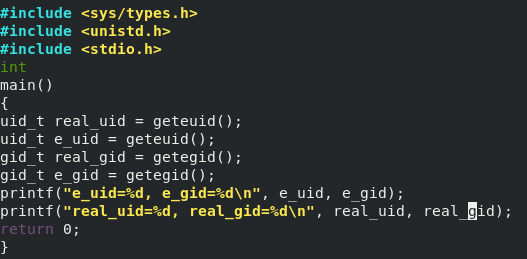 #include <sys/types.h>
#include <unistd.h>
#include <stdio.h>
int
main()
{
uid_t real_uid = geteuid();
uid_t e_uid = geteuid();
gid_t real_gid = getegid();
gid_t e_gid = getegid();
printf("e_uid=%d, e_gid=%d\n", e_uid, e_gid);
printf("real_uid=%d, real_gid=%d\n", real_uid, real_gid);
return 0;
}